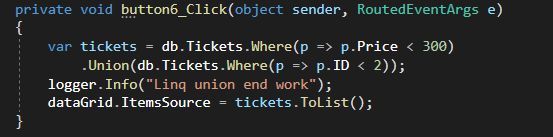 private void button6_Click(object sender, RoutedEventArgs e)
{
var tickets = db.Tickets.Where(p => p.Price < 300)
.Union(db.Tickets.Where(p => p.ID < 2));
logger.Info("Linq union end work");
dataGrid.ItemsSource = tickets.ToList();
}